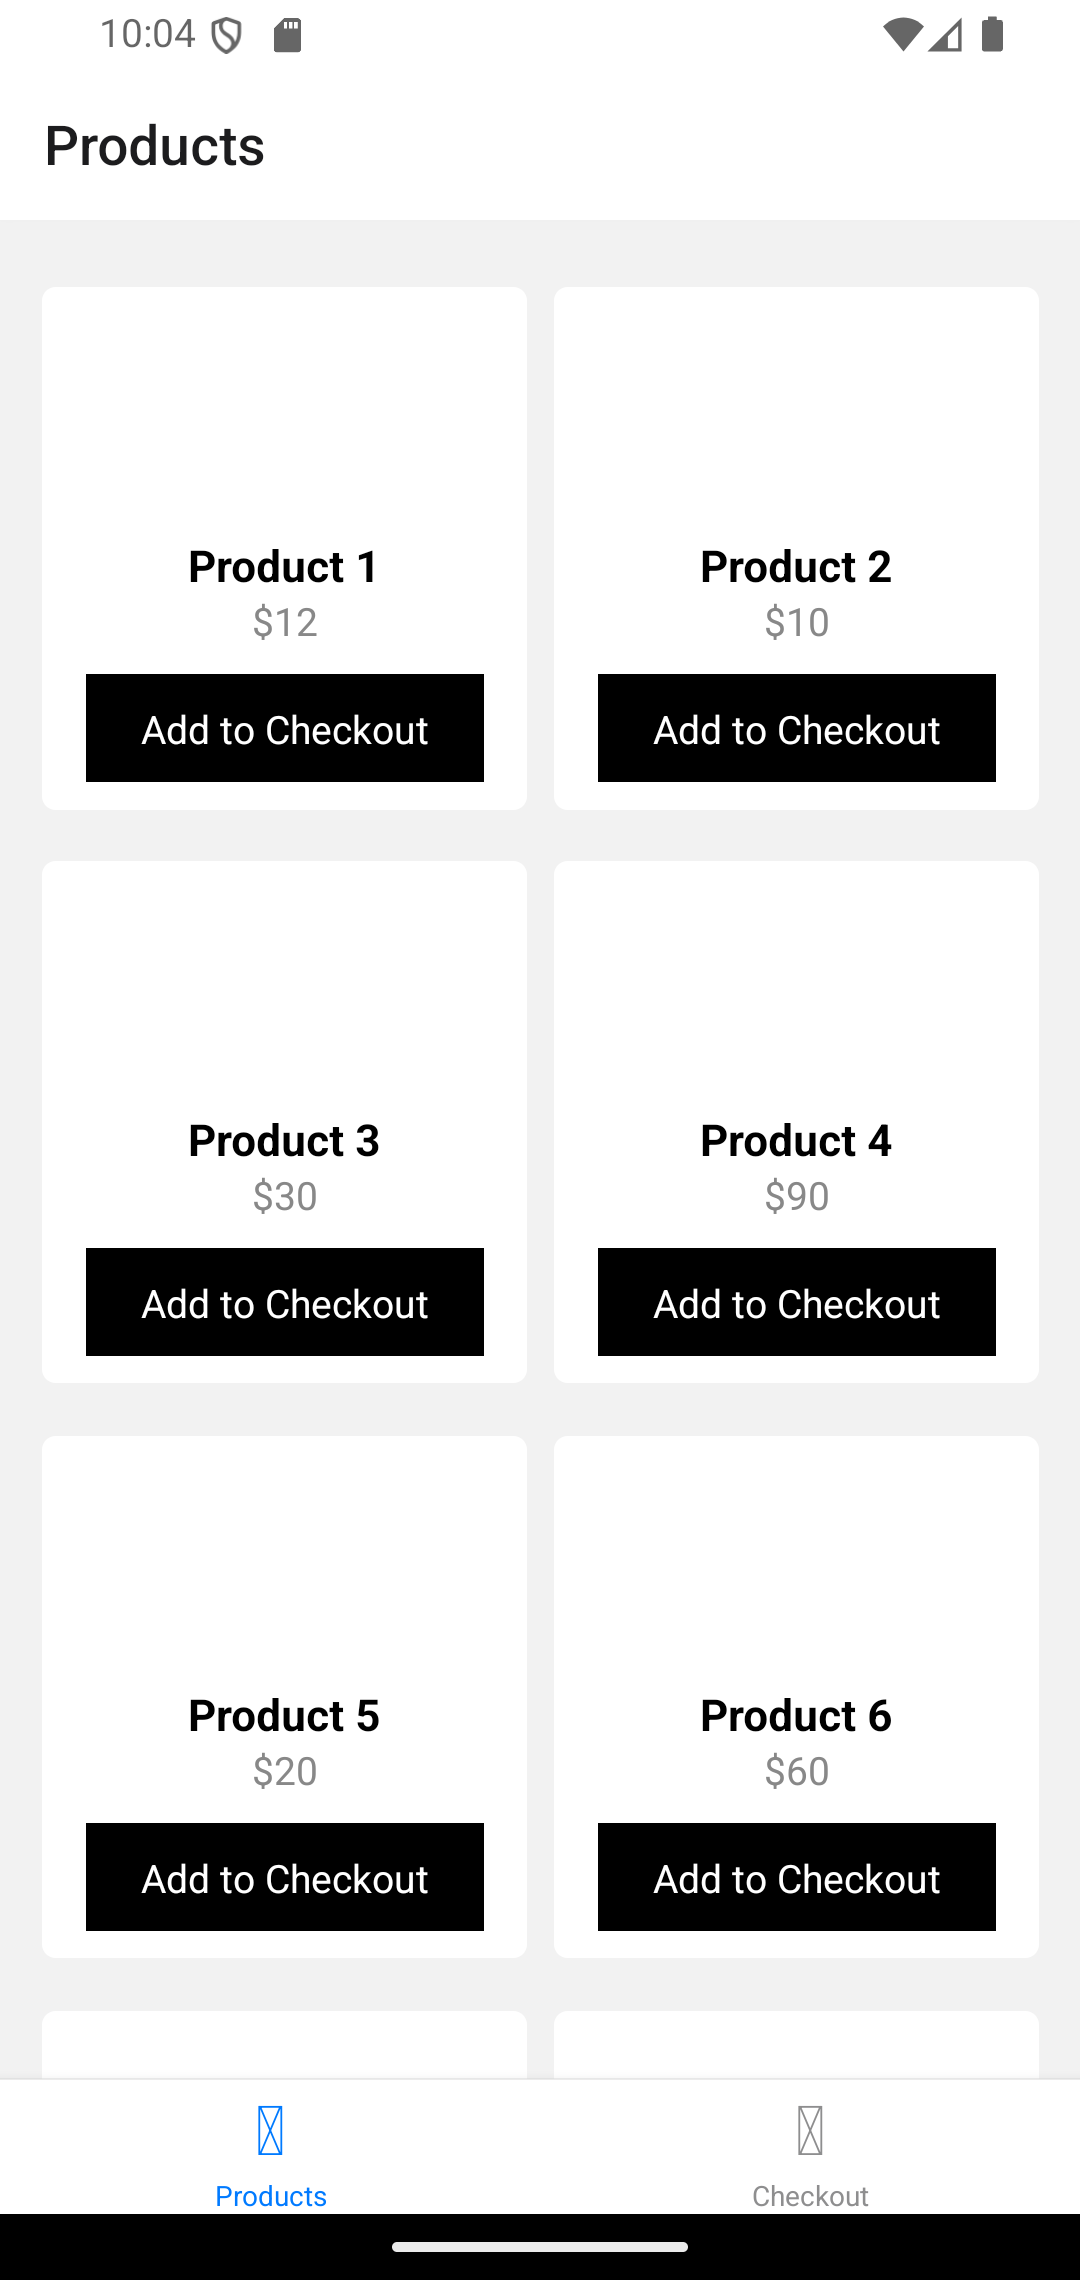 10:04
Products
Product 1
$12
Add to Checkout
Product 2
$10
Add to Checkout
Product 3
$30
Add to Checkout
Product 4
$90
Add to Checkout
Product 5
$20
Add to Checkout
Product 6
$60
Add to Checkout
Products
Checkout